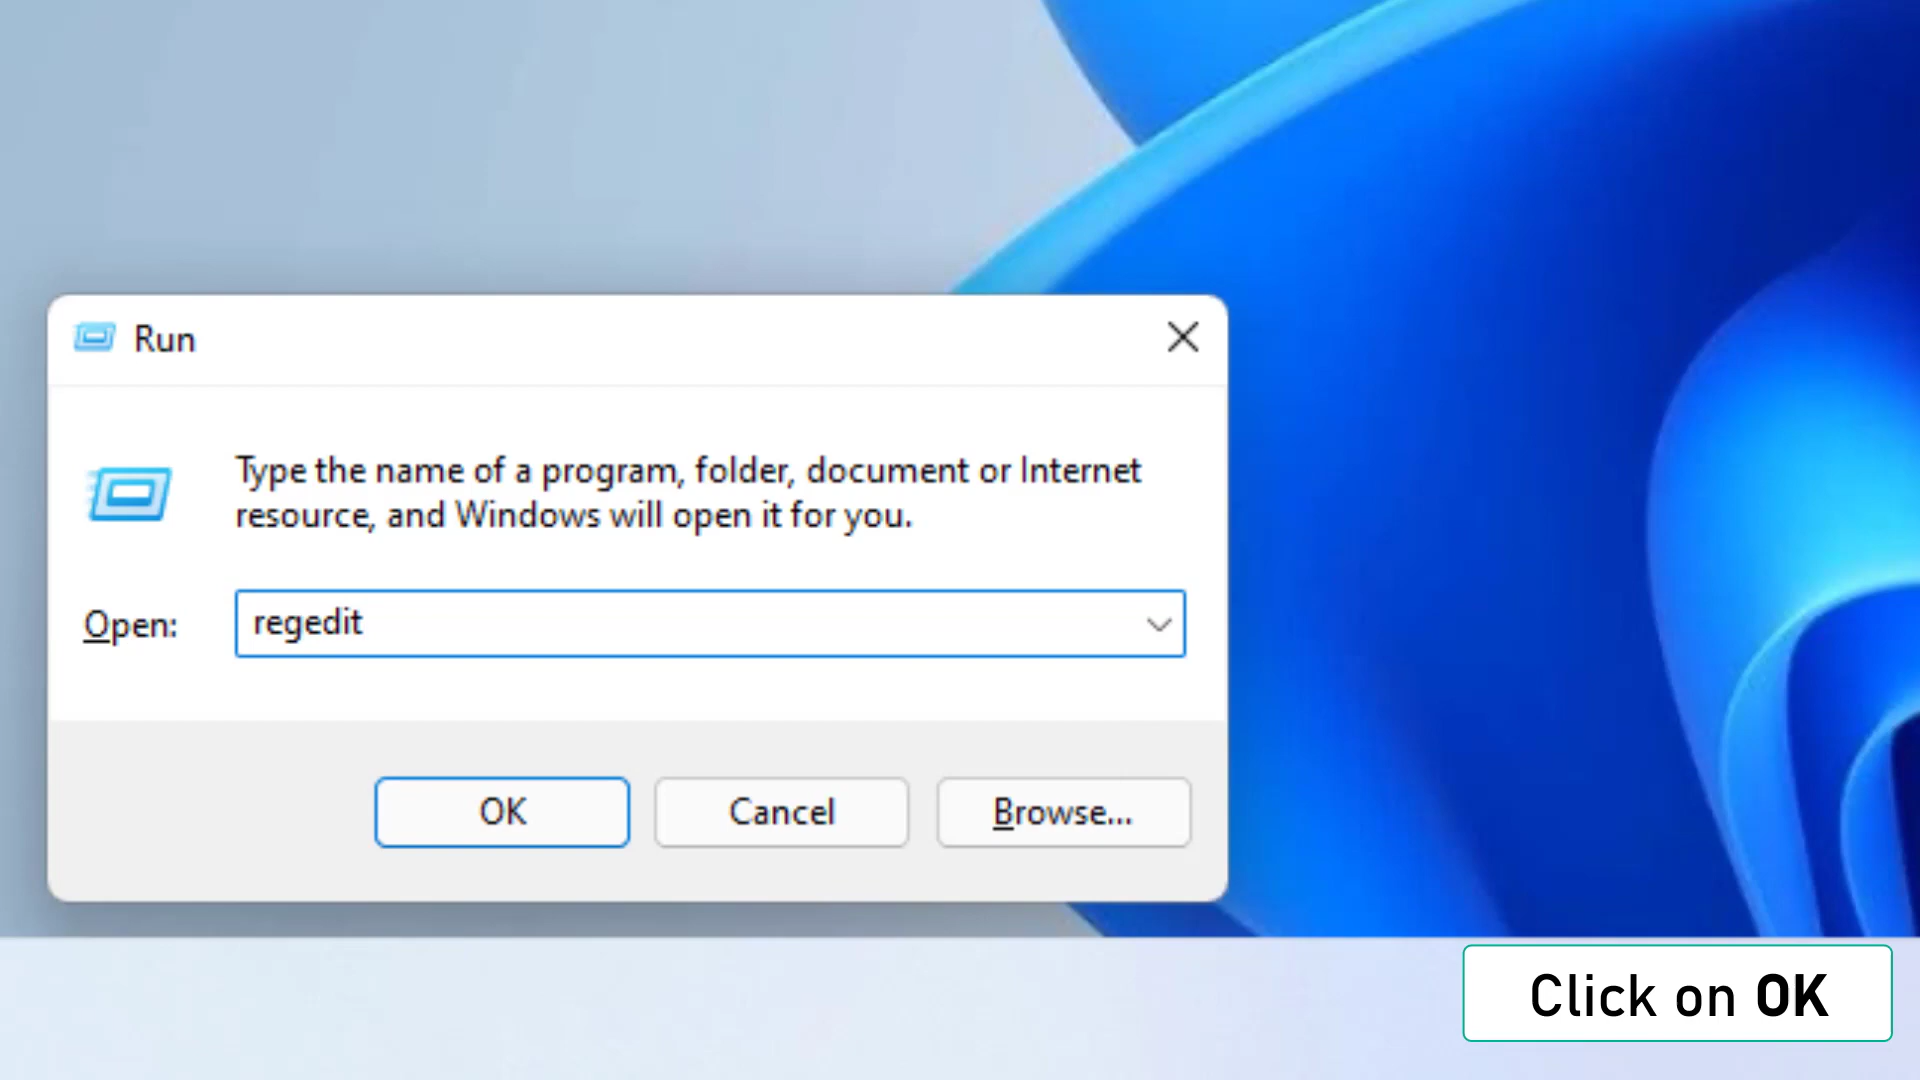 Run
Type the name of a program, folder, document or Internet
resource, and Windows will open it for you.
Open: regedit
OK Cancel Browse...
Click on OK